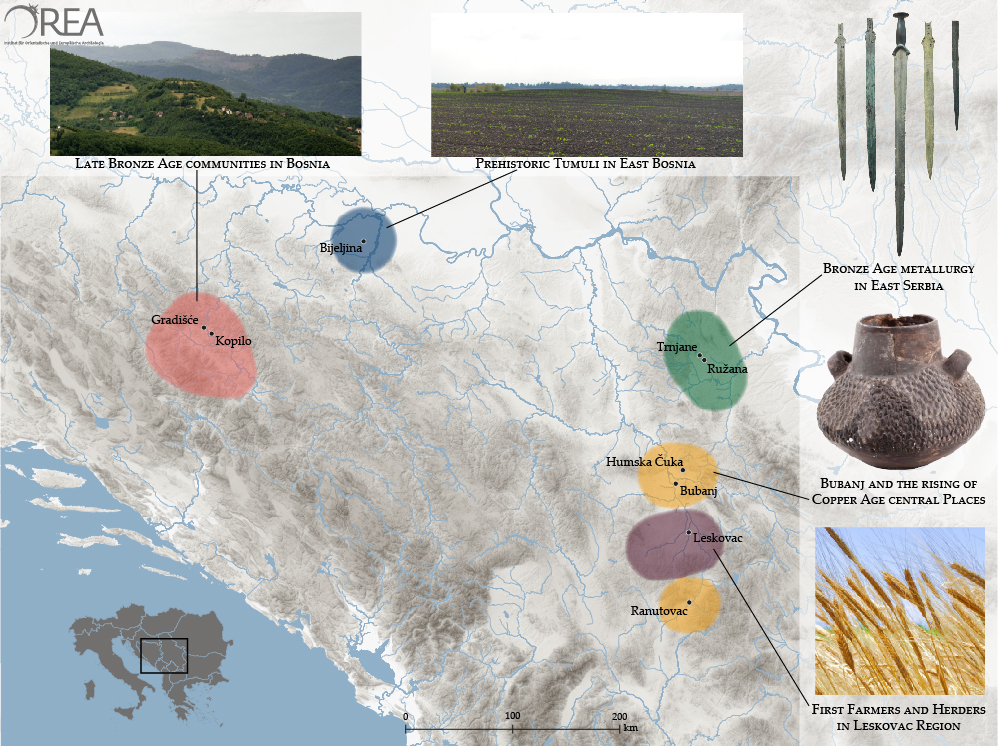 OREA
Institut für Orientalische und Europäische Archäologie
Late Bronze Age communities in Bosnia
Prehistoric Tumuli in East Bosnia
Bijeljina
Bronze Age metallurgy
in East Serbia
Gradišće
Kopilo
Trnjane
Ružana
Humska Čuka
Bubanj
Bubanj and the rising of
Copper Age central Places
Leskovac
Ranutovac
First Farmers and Herders
in Leskovac Region
0 100 200
km